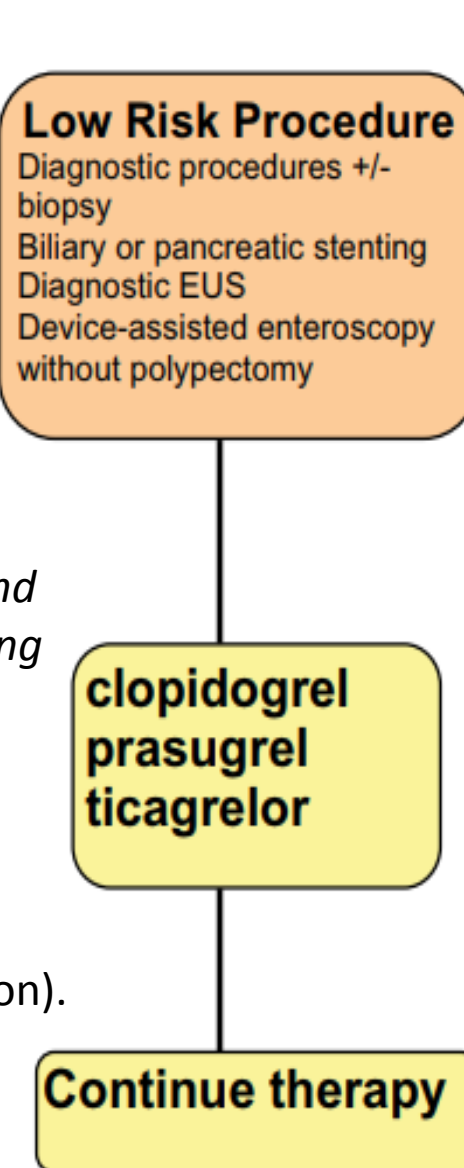 Low Risk Procedure
Diagnostic procedures +/-
biopsy
Biliary or pancreatic stenting
Diagnostic EUS
Device-assisted enteroscopy
without polypectomy
clopidogrel
prasugrel
ticagrelor
Continue therapy